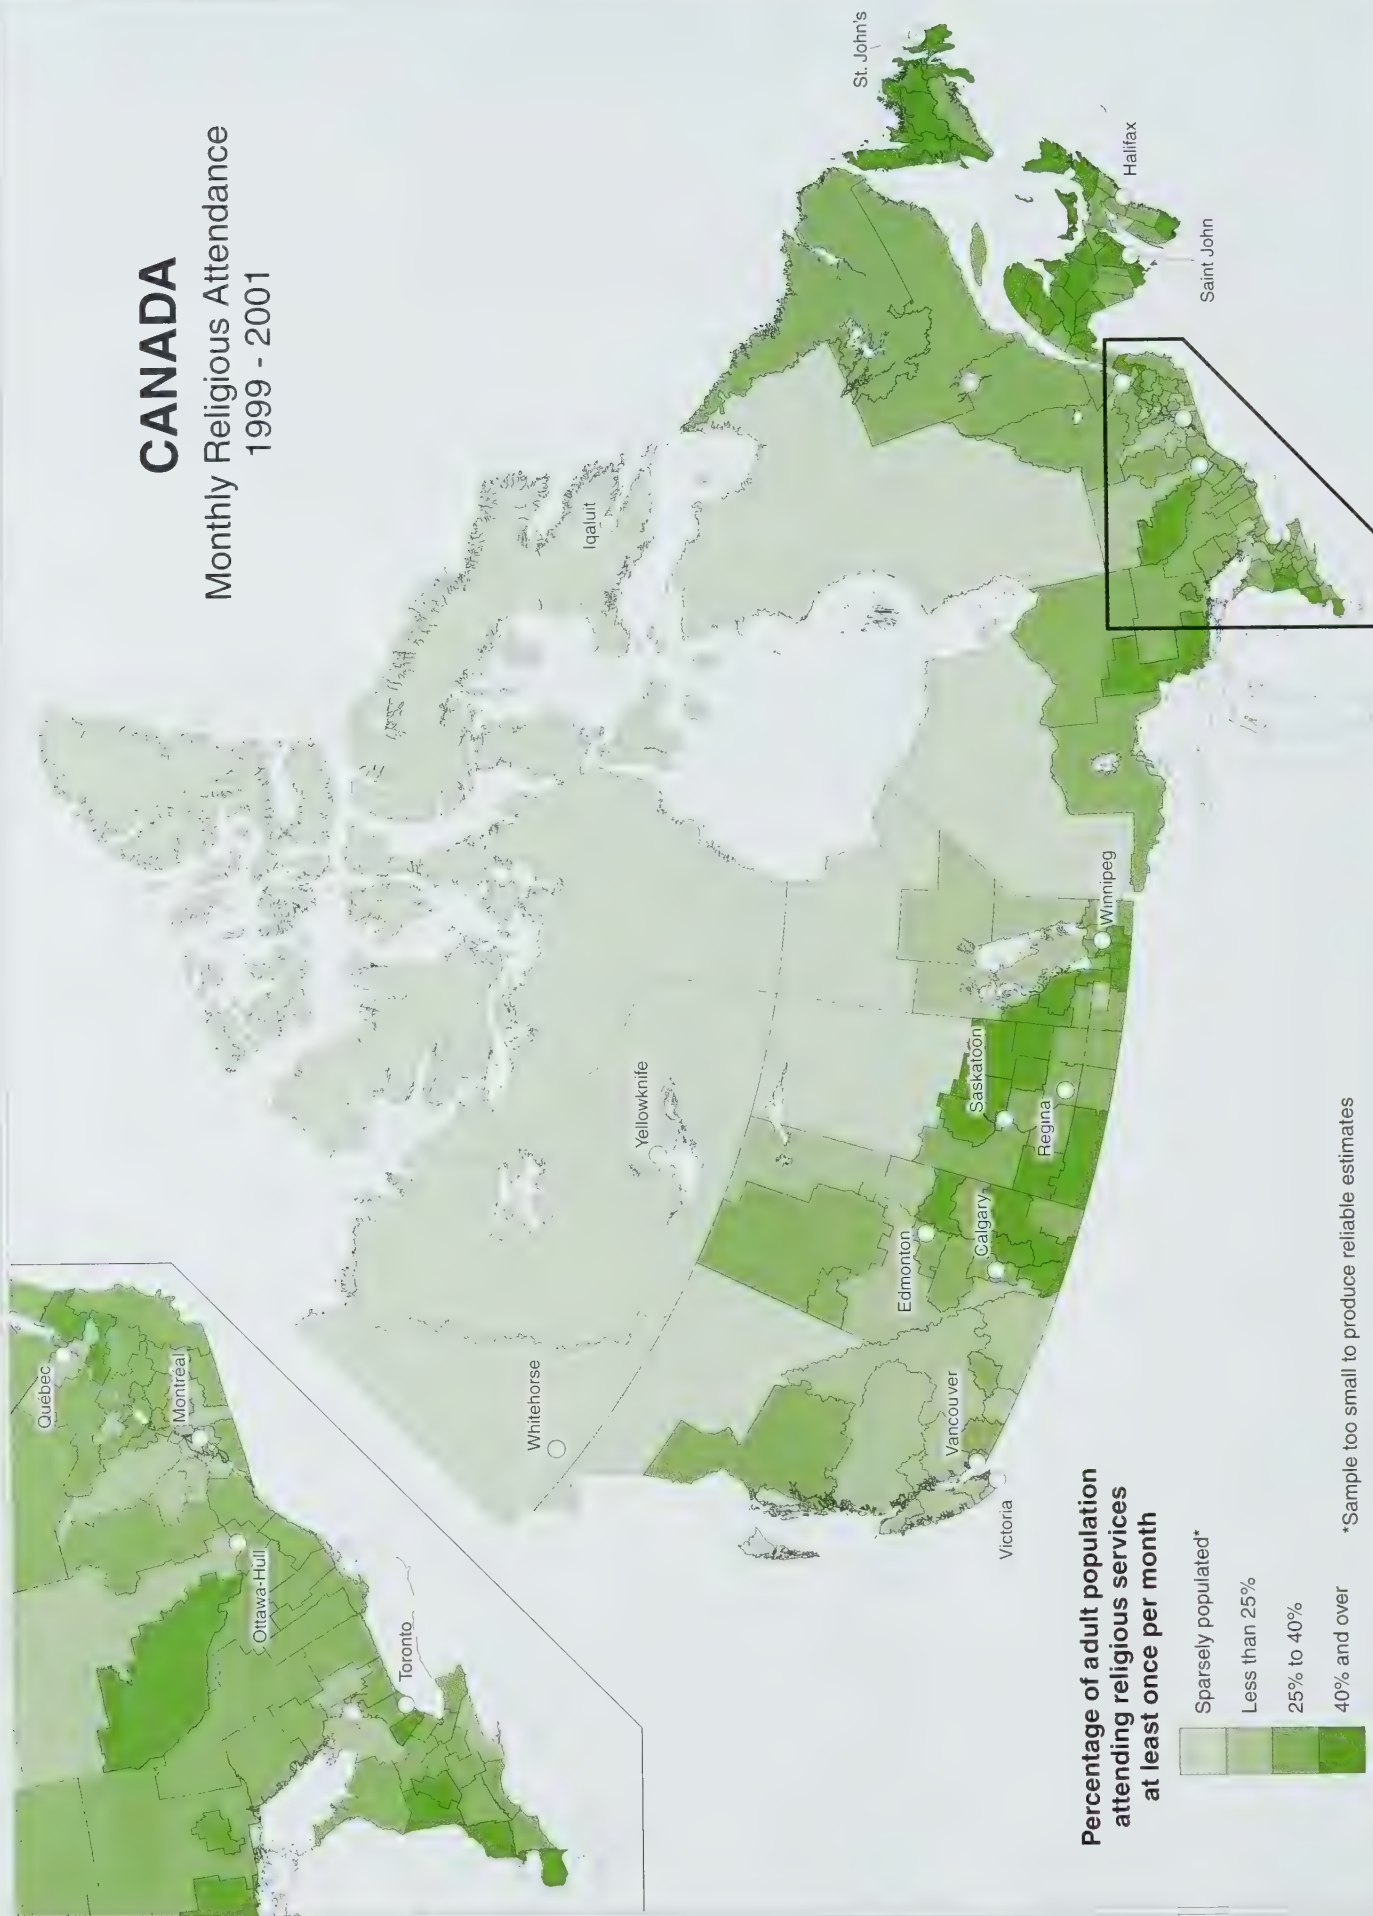 CANADA
Monthly Religious Attendance
1999 - 2001
St. John's
Halifax
Saint John
Iqaluit
Winnipeg
Saskatoon
Regina
Yellowknife
Calgary
Edmonton
Whitehorse
Vancouver
Victoria
Québec
Montréal
Ottawa-Hull
Toronto
Percentage of adult population
attending religious services
at least once per month
Sparsely populated*
Less than 25%
25% to 40%
40% and over
*Sample too small to produce reliable estimates